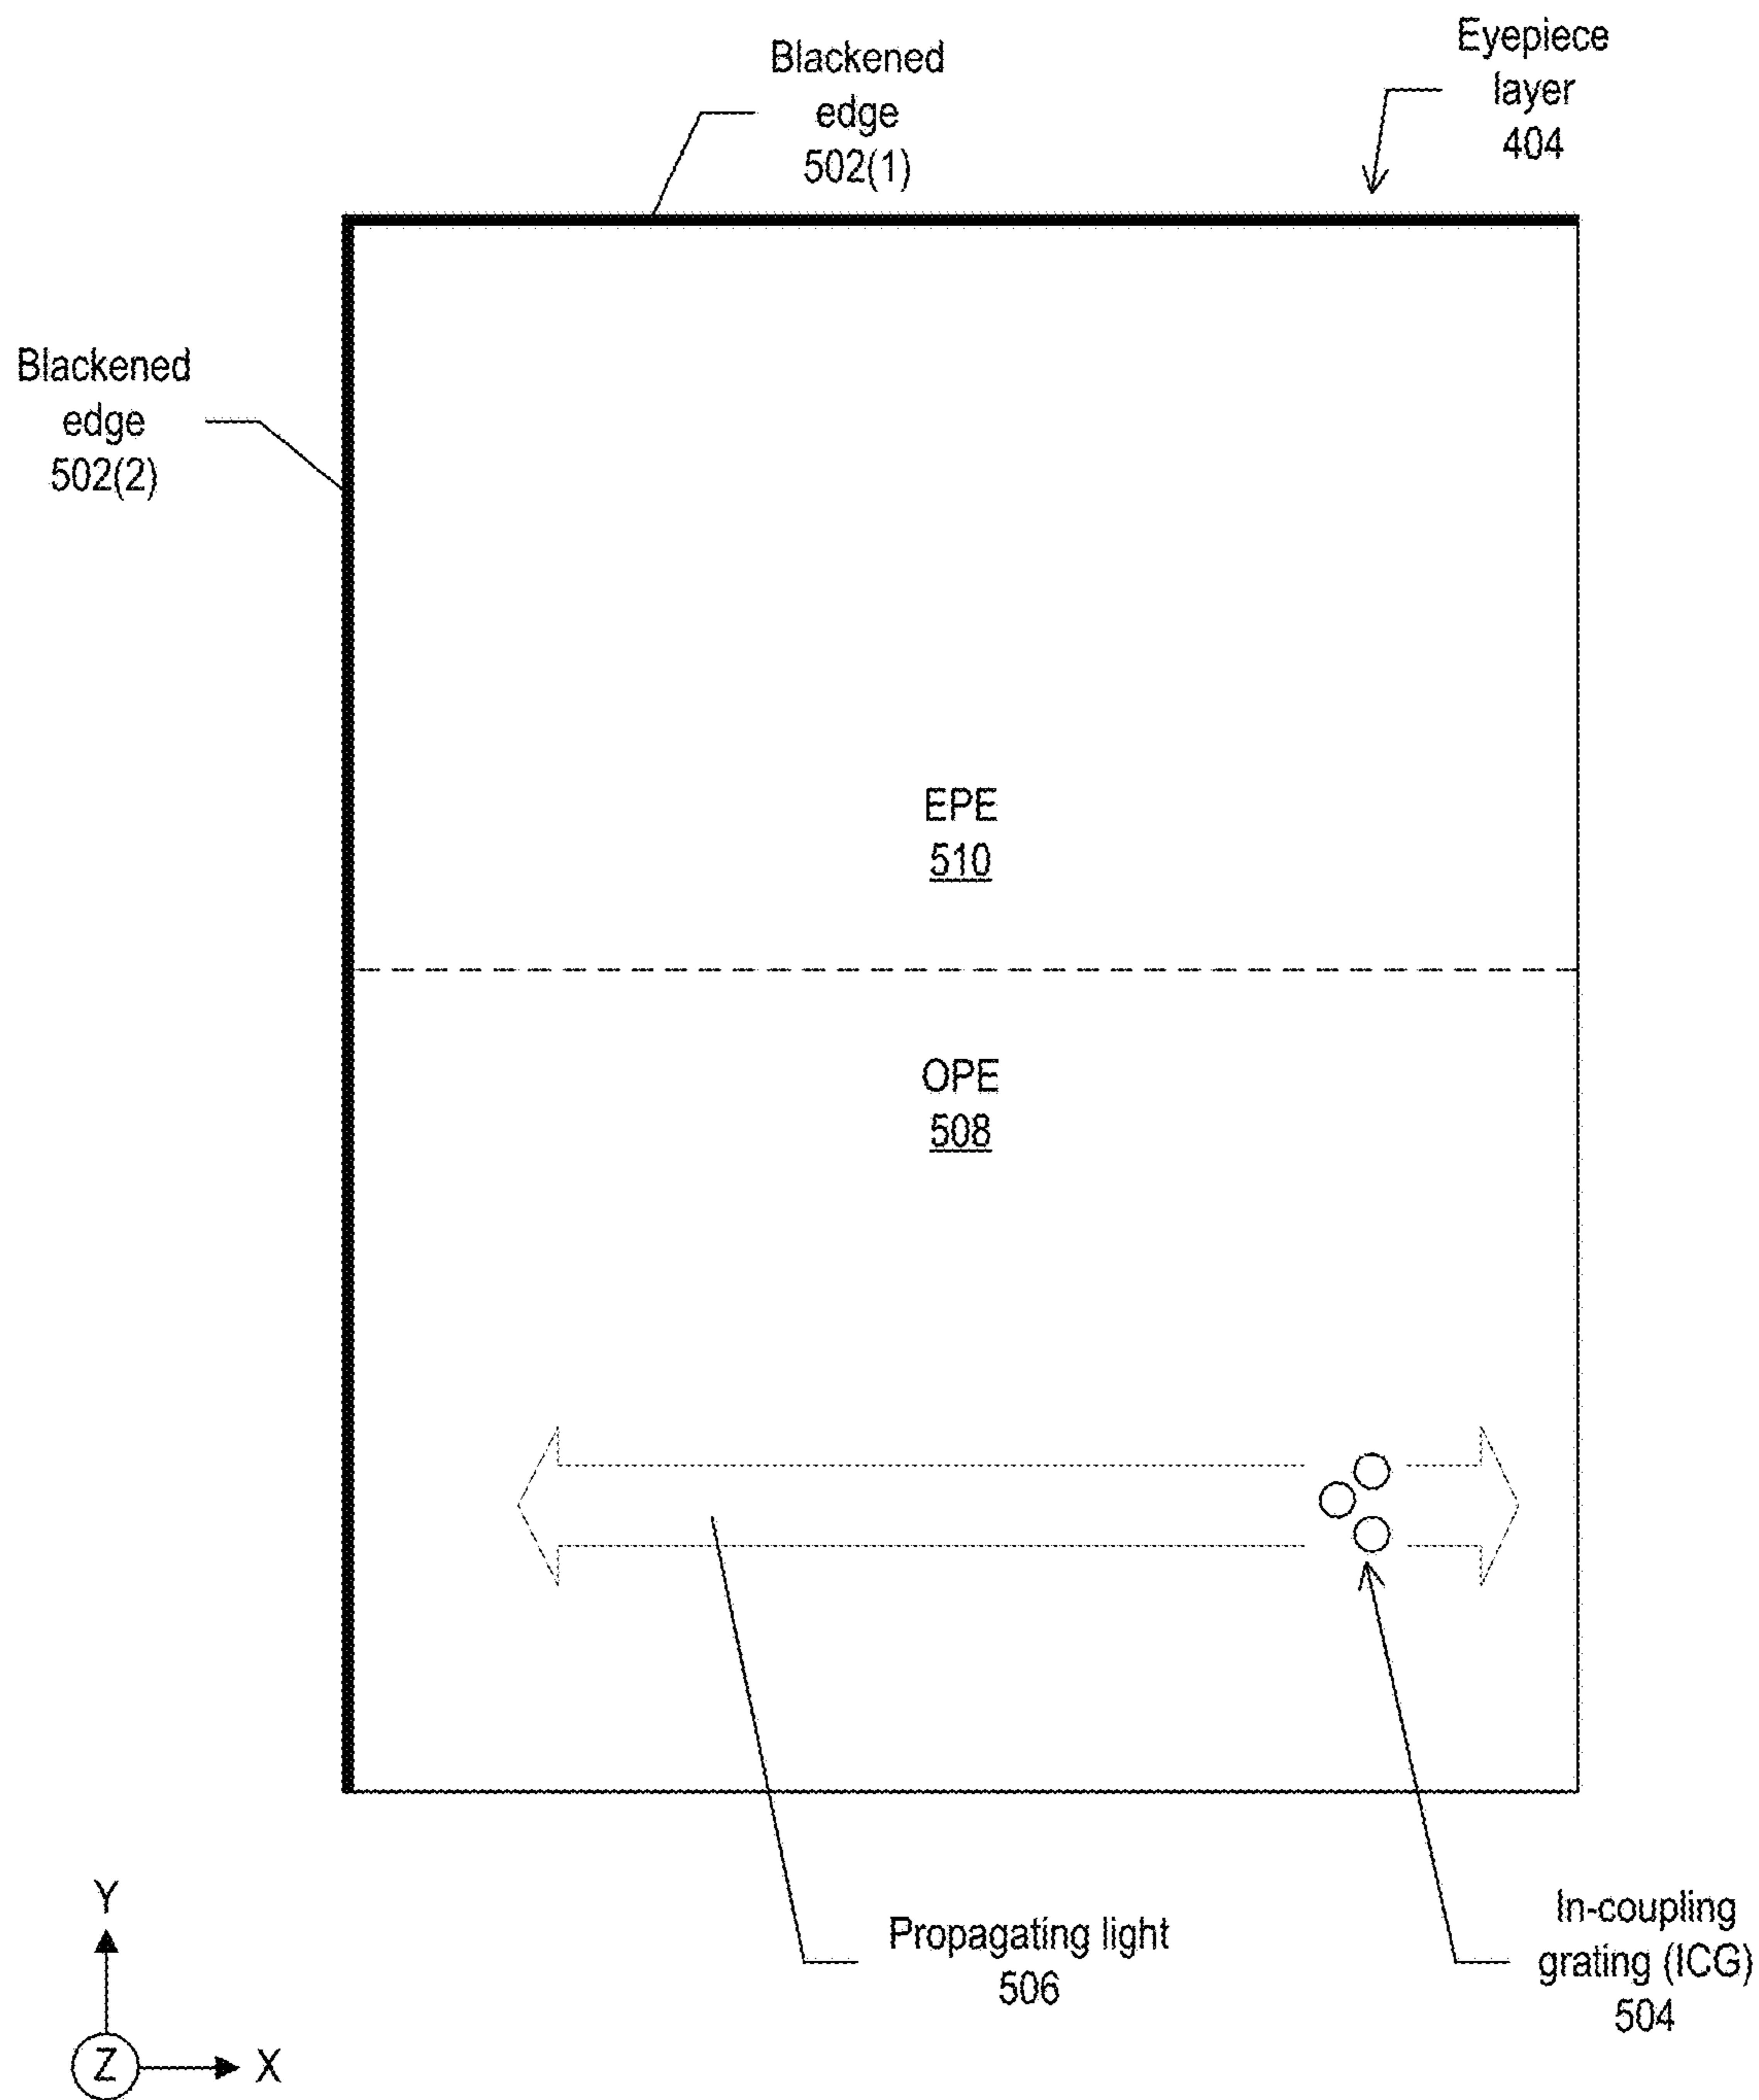 Eyepiece
layer
404
Blackened
edge
502(1)
Blackened
edge
502(2)
EPE
510
OPE
508
Propagating light
506
In-coupling
grating (ICG)
504
Y
Z
X